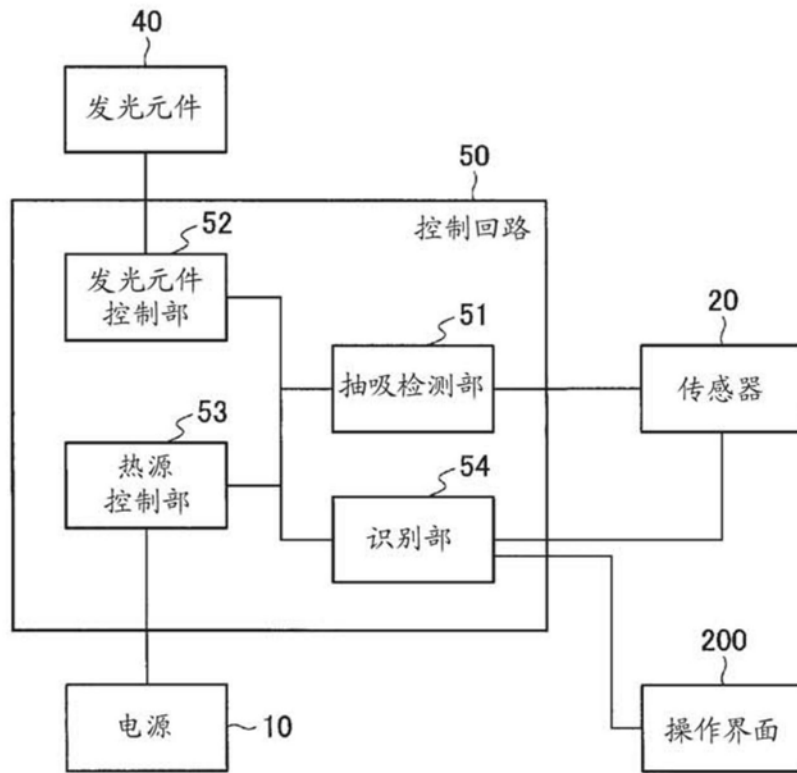 40
发光元件
50
控制回路
52
发光元件
控制部
51
抽吸检测部
20
传感器
53
热源
控制部
54
识别部
200
操作界面
电源
10